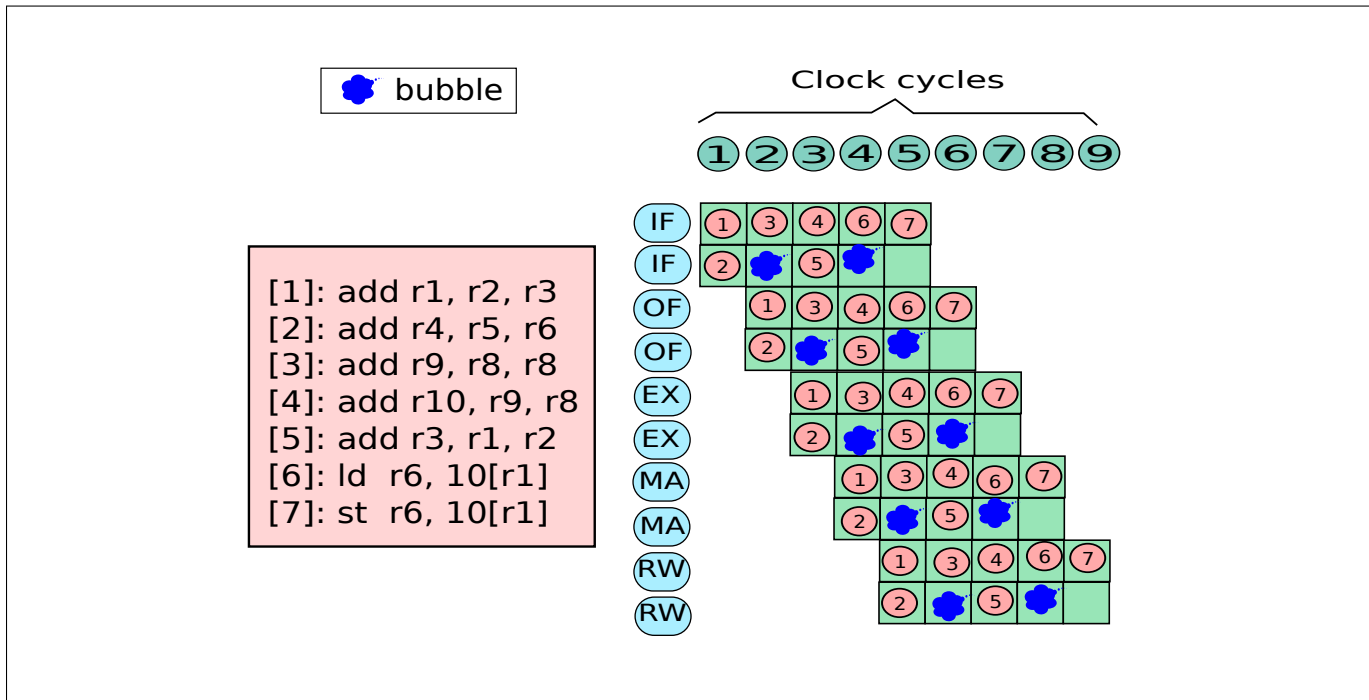 bubble
Clock cycles
1 2 3 4 5 6 7 8 9
[1]: add r1, r2, r3
[2]: add r4, r5, r6
[3]: add r9, r8, r8
[4]: add r10, r9, r8
[5]: add r3, r1, r2
[6]: ld  r6, 10[r1]
[7]: st  r6, 10[r1]
IF 1 3 4 6 7
IF 2 5
OF 1 3 4 6 7
OF 2 5
EX 1 3 4 6 7
EX 2 5
MA 1 3 4 6 7
MA 2 5
RW 1 3 4 6 7
RW 2 5